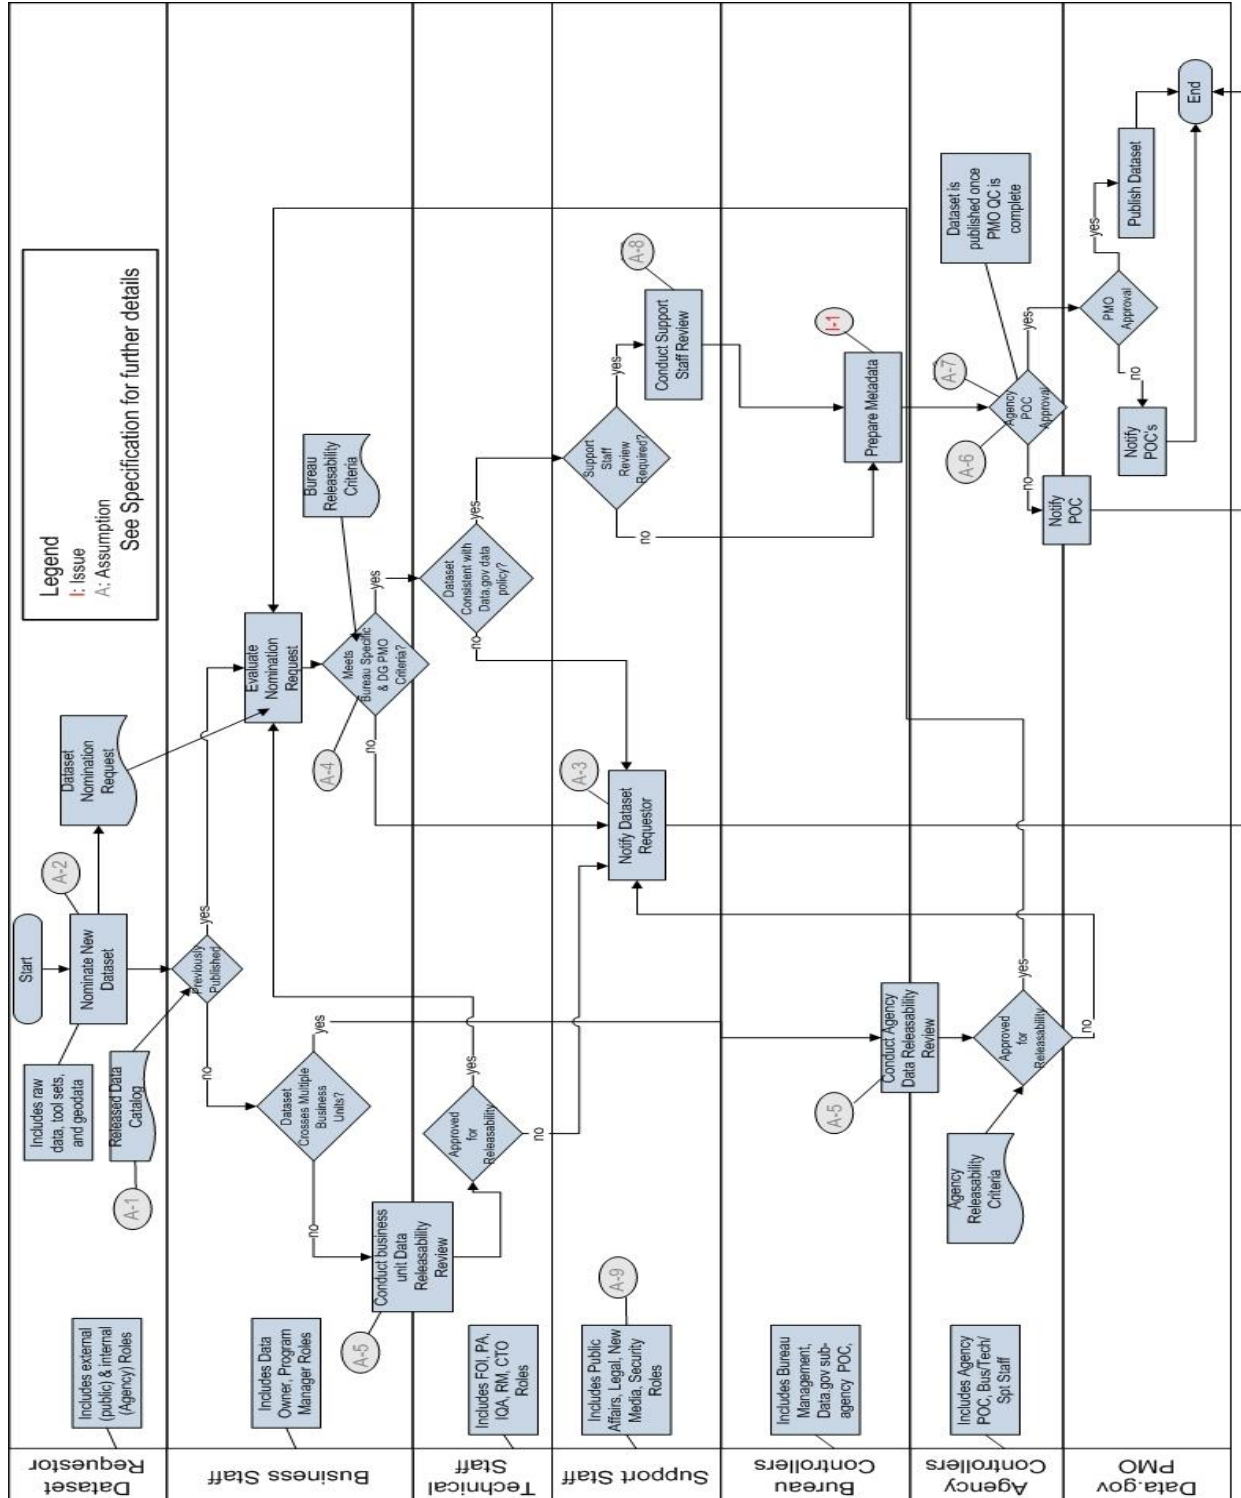 Dataset
Requestor
Includes external
(public) & internal
(Agency) Roles
Start
Nominate New
Dataset
A-2
Includes raw
data, tool sets,
and geodata
Released Data
Catalog
A-1
Dataset
Nomination
Request
Legend
I: Issue
A: Assumption
See Specification for further details
Business Staff
Includes Data
Owner, Program
Manager Roles
Previously
Published
yes
no
Dataset
Crosses Multiple
Business
Units?
yes
no
Conduct business
unit Data
Releasability
Review
A-5
Evaluate
Nomination
Request
Meets
Bureau Specific
& DG PMO
Criteria?
A-4
yes
no
Bureau
Releasability
Criteria
Technical
Staff
Includes FOI, PA,
IQA, RM, CTO
Roles
Approved
for
Releasability
yes
no
Dataset
Consistent with
Data.gov data
policy?
yes
no
Support Staff
Includes Public
Affairs, Legal, New
Media, Security
Roles
A-9
Notify Dataset
Requestor
A-3
Support
Staff
Review
Required?
yes
no
Conduct Support
Staff Review
A-8
Bureau
Controllers
Includes Bureau
Management,
Data.gov sub-
agency POC,
Conduct Agency
Data Releasability
Review
A-5
Prepare Metadata
I-1
Agency
Controllers
Includes Agency
POC, Bus/Tech/
Spt Staff
Agency
Releasability
Criteria
Approved
for
Releasability
yes
no
Agency
POC
Approval
A-6
A-7
yes
no
Notify
POC
Dataset is
published once
PMO QC is
complete
Data.gov
PMO
PMO
Approval
yes
no
Notify
POC's
Publish Dataset
End